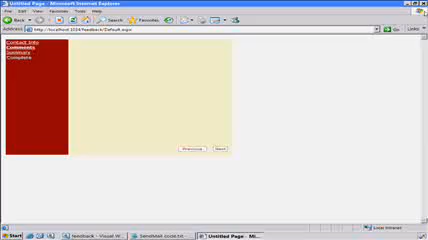 Untitled Page - Microsoft Internet Explorer
File Edit View Favorites Tools Help
Back Search Favorites
Address http://localhost:1034/feedback/Default.aspx Go Links
Contact Info
Comments
Summary
Complete
Previous Next
Local intranet
Start feedback - Visual W... SendMail code.txt - ... Untitled Page - Mi...